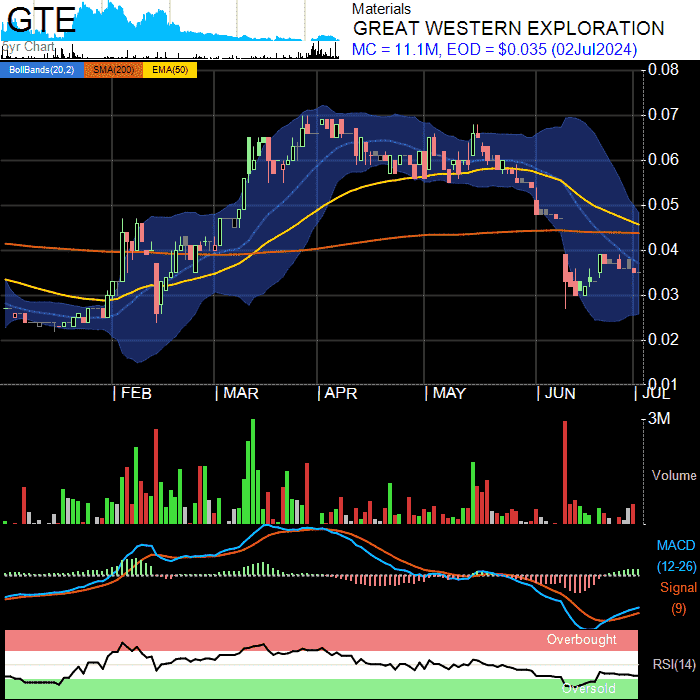 GTE
5yr Chart
Materials
GREAT WESTERN EXPLORATION
MC = 11.1M, EOD = $0.035 (02Jul2024)
BollBands(20,2) SMA(200) EMA(50)
0.08
0.07
0.06
0.05
0.04
0.03
0.02
0.01
FEB MAR APR MAY JUN JUL
3M
Volume
MACD
(12-26)
Signal
(9)
Overbought
RSI(14)
Oversold